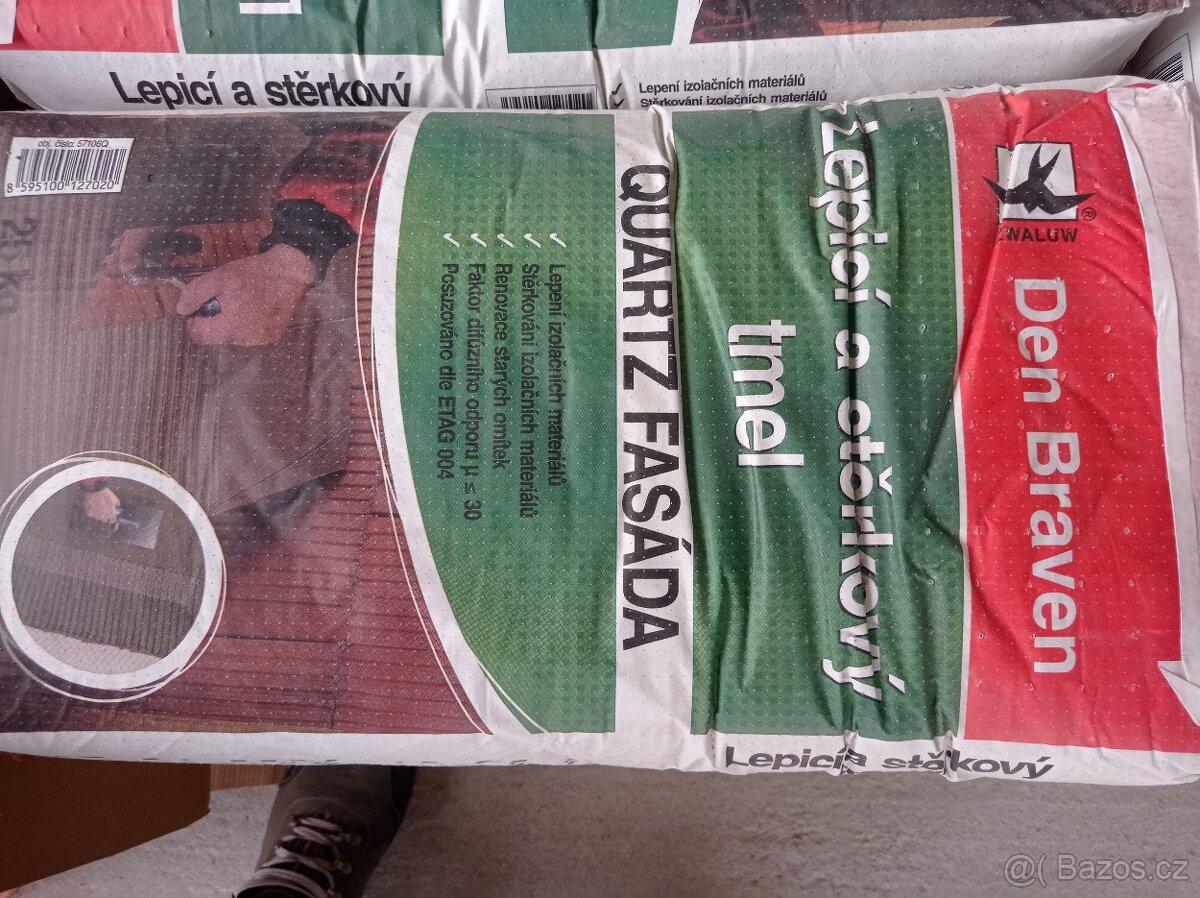 Lepicí a stěrkový
✓ Lepení izolačních materiálů
✓ Stěrkování izolačních materiálů
®
Den Braven
Lepicí a stěrkový
tmel
QUARTZ FASÁDA
✓ Lepení izolačních materiálů
✓ Stěrkování izolačních materiálů
✓ Renovace starých omítek
✓ Faktor difúzního odporu μ ≤ 30
✓ Posuzováno dle ETAG 004
obj. číslo: 57106Q
8 595100 127020
25 kg
Lepicí a stěrkový
@( Bazos.cz